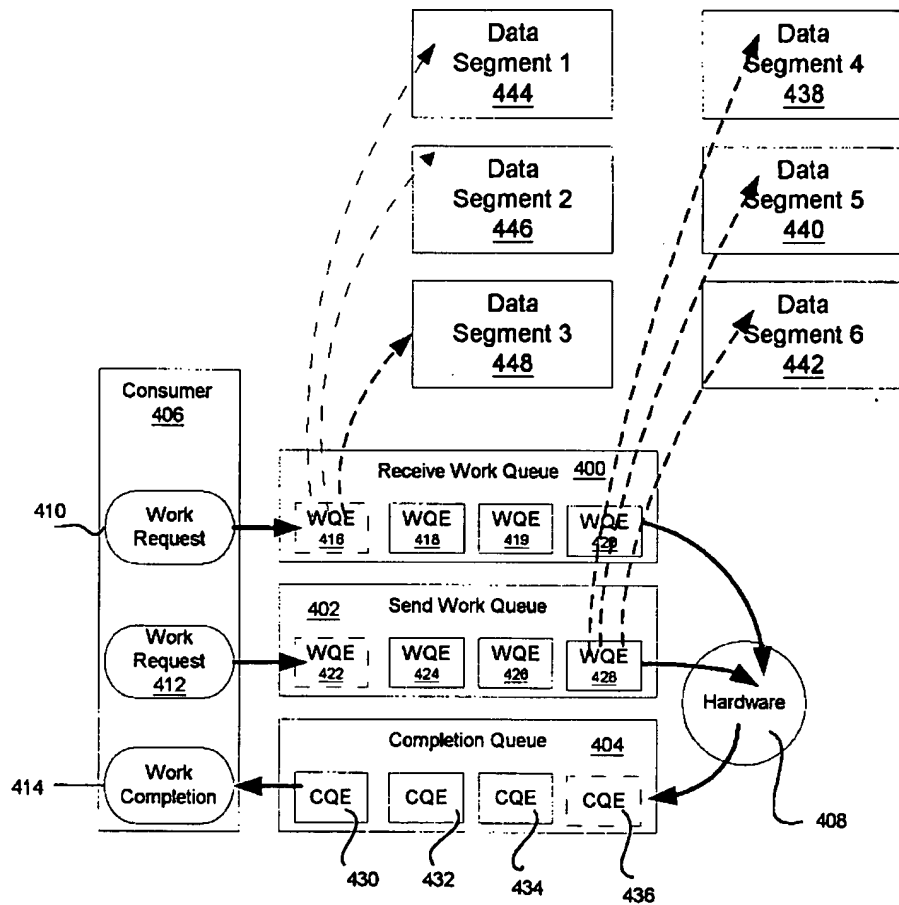 Data
Segment 1
444
Data
Segment 4
438
Data
Segment 2
446
Data
Segment 5
440
Data
Segment 3
448
Data
Segment 6
442
Consumer
406
Receive Work Queue 400
410
Work
Request
WQE
416
WQE
418
WQE
419
WQE
420
402 Send Work Queue
Work
Request
412
WQE
422
WQE
424
WQE
426
WQE
428
Hardware
Completion Queue 404
414
Work
Completion
CQE
CQE
CQE
CQE
408
430
432
434
436